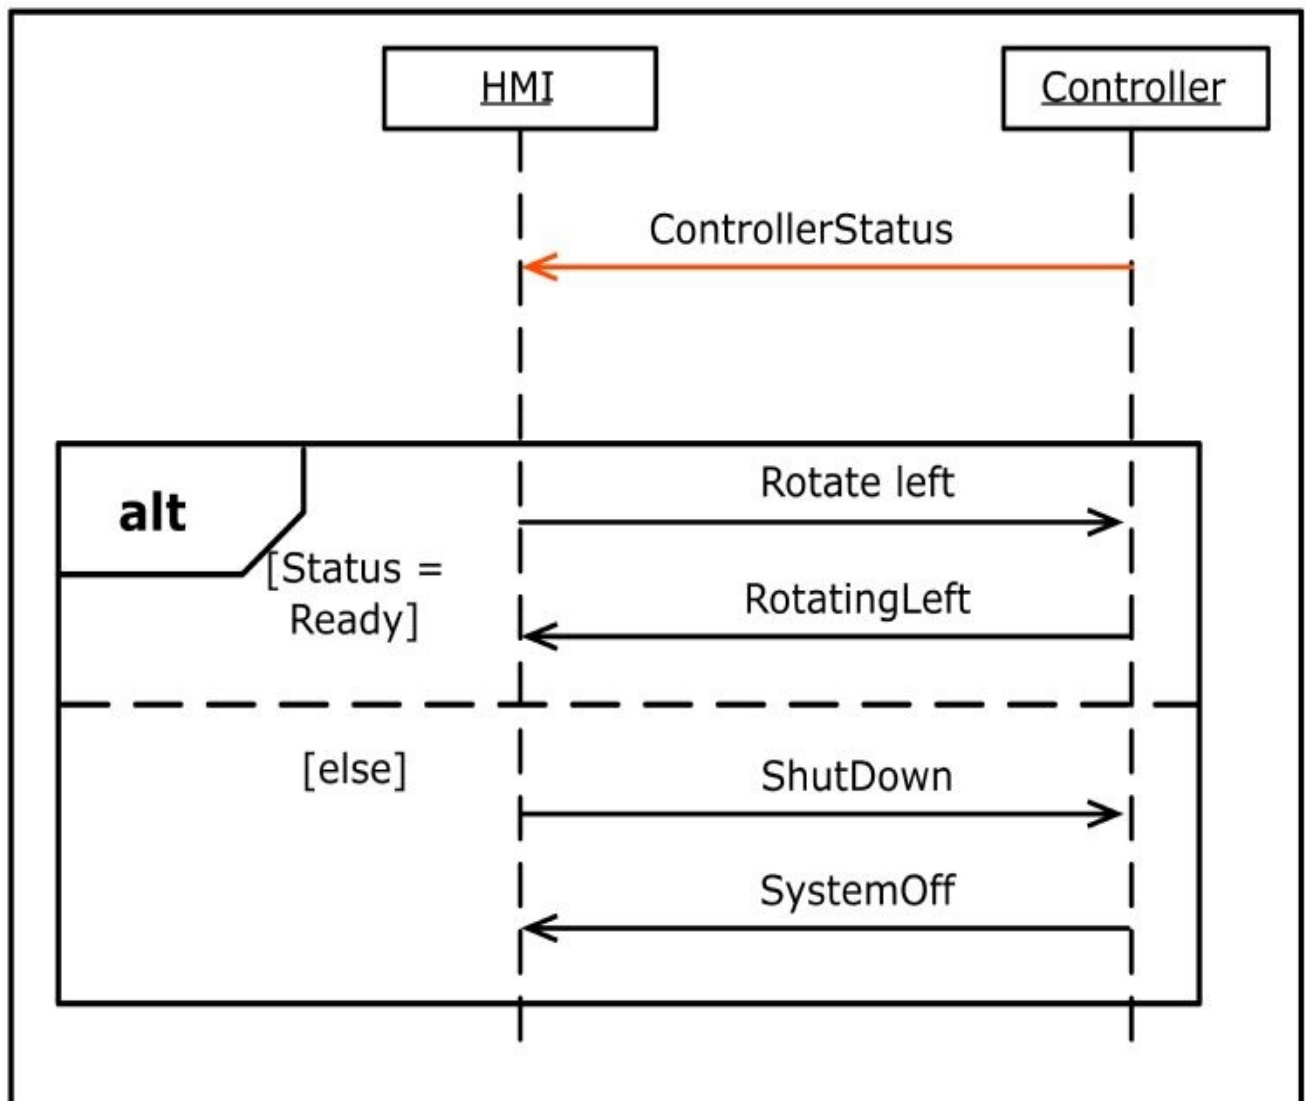 HMI
Controller
ControllerStatus
alt
Rotate left
[Status =
Ready]
RotatingLeft
[else]
ShutDown
SystemOff